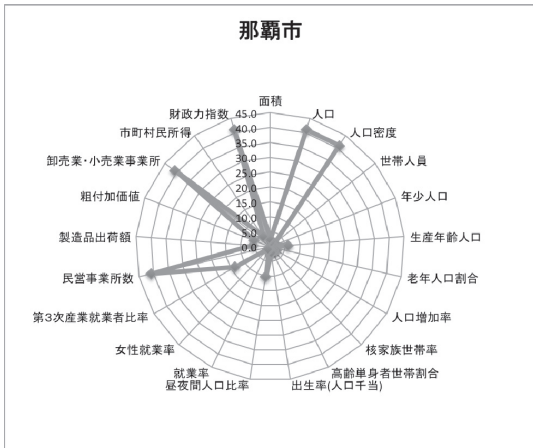 那覇市
面積
人口
人口密度
世帯人員
年少人口
生産年齢人口
老年人口割合
人口増加率
核家族世帯率
高齢単身者世帯割合
出生率(人口千当)
昼夜間人口比率
就業率
女性就業率
第3次産業就業者比率
民営事業所数
製造品出荷額
粗付加価値
卸売業・小売業事業所
市町村民所得
財政力指数
45.0
40.0
35.0
30.0
25.0
20.0
15.0
10.0
5.0
0.0